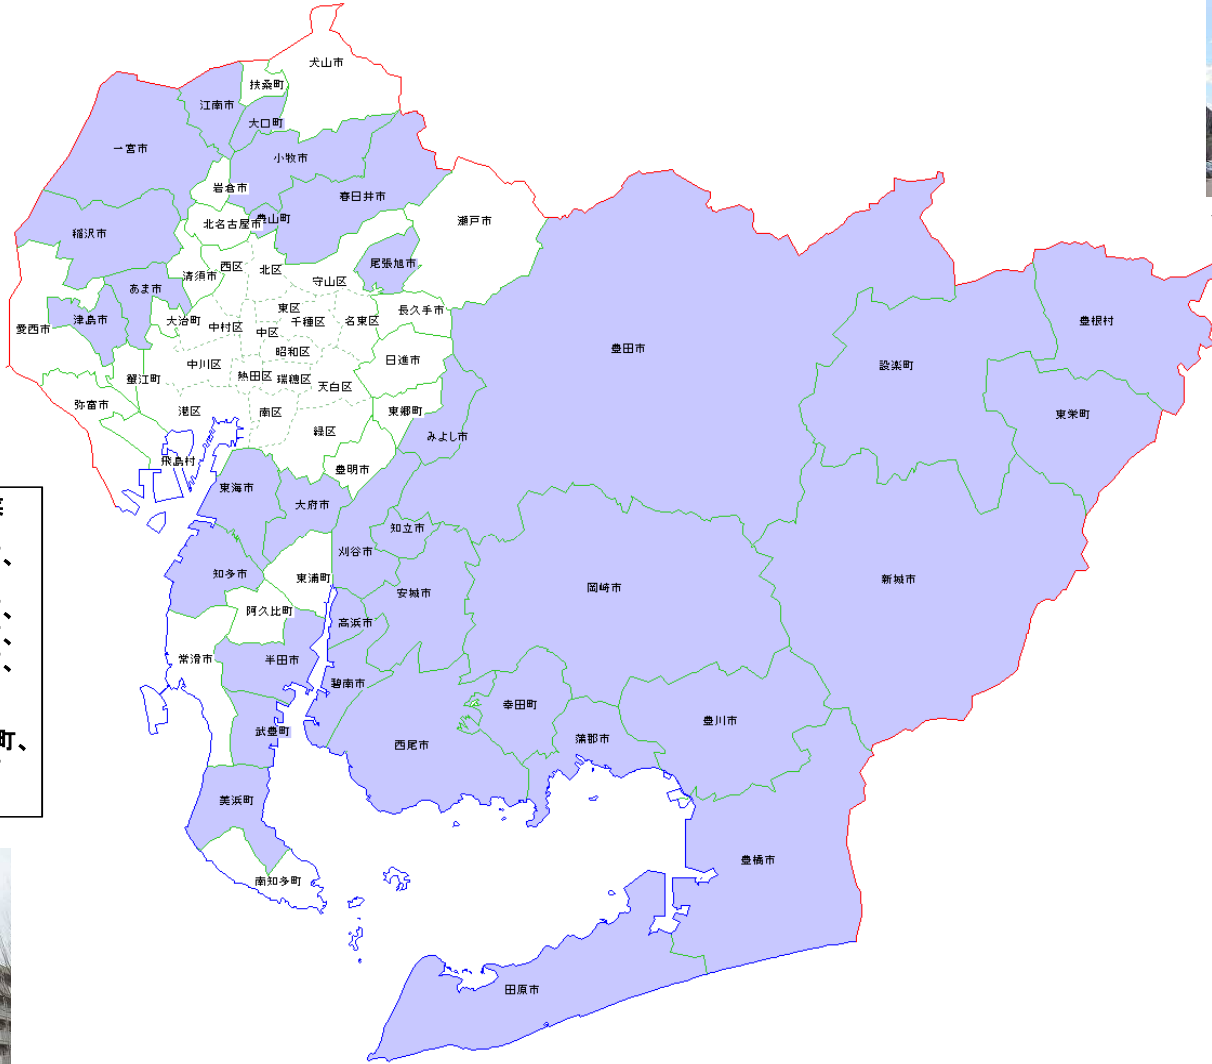 犬山市
扶桑町
江南市
大口町
一宮市
小牧市
岩倉市
春日井市
北名古屋市
豊山町
瀬戸市
稲沢市
西区
北区
尾張旭市
清須市
守山区
あま市
東区
長久手市
津島市
大治町
中村区
千種区
名東区
愛西市
中区
豊根村
豊田市
昭和区
日進市
中川区
設楽町
蟹江町
熱田区
瑞穂区
天白区
弥富市
港区
南区
東郷町
東栄町
緑区
みよし市
飛島村
豊明市
東海市
大府市
知立市
刈谷市
知多市
東浦町
新城市
岡崎市
安城市
阿久比町
高浜市
常滑市
半田市
碧南市
幸田町
豊川市
武豊町
蒲郡市
西尾市
町、
美浜町
豊橋市
南知多町
田原市